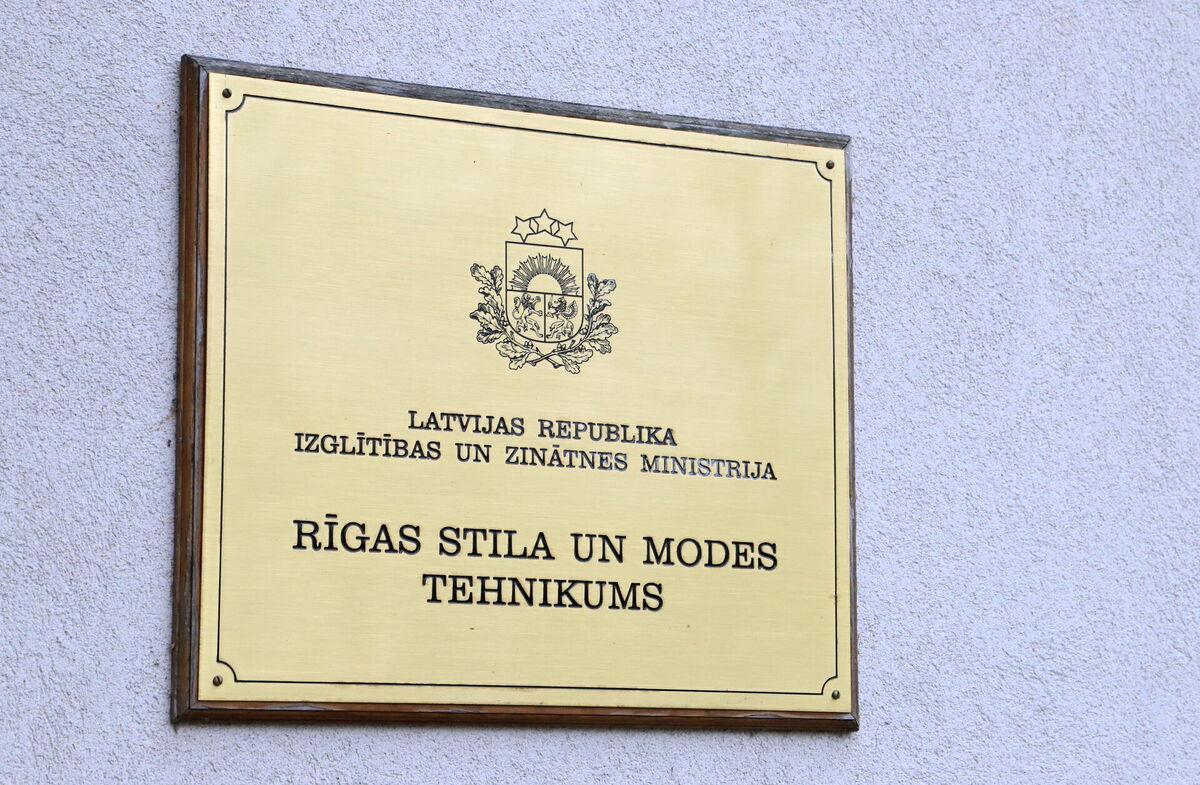 LATVIJAS REPUBLIKA
IZGLĪTĪBAS UN ZINĀTNES MINISTRIJA
RĪGAS STILA UN MODES
TEHNIKUMS